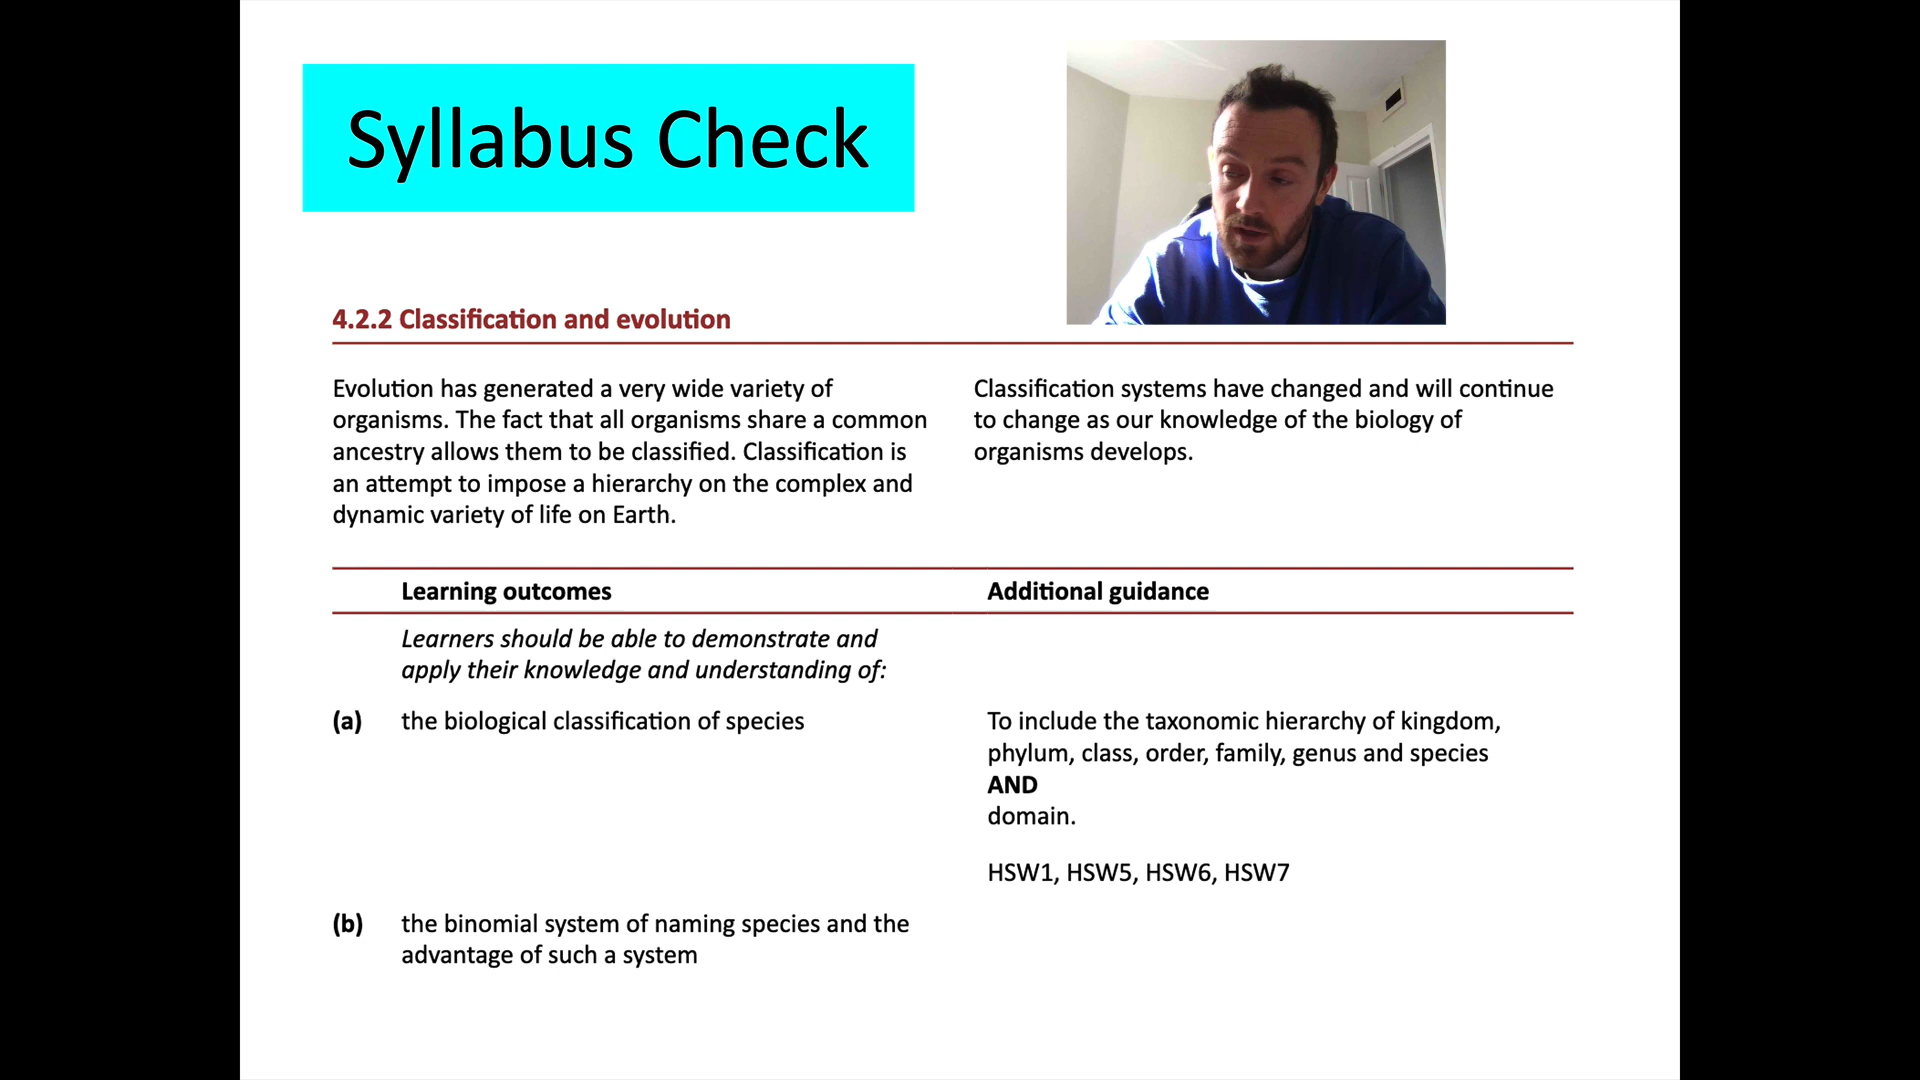 Syllabus Check
4.2.2 Classification and evolution
Evolution has generated a very wide variety of
organisms. The fact that all organisms share a common
ancestry allows them to be classified. Classification is
an attempt to impose a hierarchy on the complex and
dynamic variety of life on Earth.
Classification systems have changed and will continue
to change as our knowledge of the biology of
organisms develops.
Learning outcomes
Additional guidance
Learners should be able to demonstrate and
apply their knowledge and understanding of:
(a) the biological classification of species
To include the taxonomic hierarchy of kingdom,
phylum, class, order, family, genus and species
AND
domain.
HSW1, HSW5, HSW6, HSW7
(b) the binomial system of naming species and the
advantage of such a system